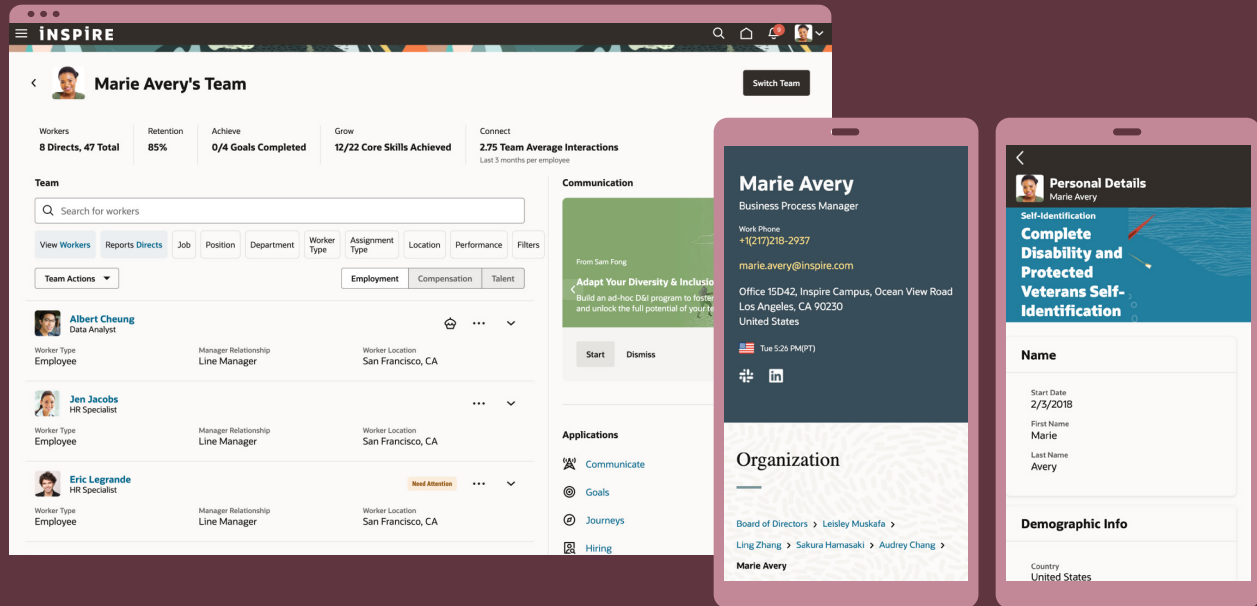 iNSPiRE
9
Marie Avery's Team
Switch Team
Workers
Retention
Achieve
Grow
Connect
8 Directs, 47 Total
85%
0/4 Goals Completed
12/22 Core Skills Achieved
2.75 Team Average Interactions
Last 3 months per employee
Team
Search for workers
View Workers
Reports Directs
Job
Position
Department
Worker
Type
Assignment
Type
Location
Performance
Filters
Team Actions
Employment
Compensation
Talent
Albert Cheung
Data Analyst
Worker Type
Manager Relationship
Worker Location
Employee
Line Manager
San Francisco, CA
Jen Jacobs
HR Specialist
Worker Type
Manager Relationship
Worker Location
Employee
Line Manager
San Francisco, CA
Eric Legrande
HR Specialist
Need Attention
Worker Type
Manager Relationship
Worker Location
Employee
Line Manager
San Francisco, CA
Communication
From Sam Fong
Adapt Your Diversity & Inclusio
Build an ad-hoc D&I program to foster
and unlock the full potential of your te
Start
Dismiss
Applications
Communicate
Goals
Journeys
Hiring
Marie Avery
Business Process Manager
Work Phone
+1(217)218-2937
marie.avery@inspire.com
Office 15D42, Inspire Campus, Ocean View Road
Los Angeles, CA 90230
United States
Tue 5:26 PM(PT)
in
Organization
Board of Directors > Leisley Muskafa >
Ling Zhang > Sakura Hamasaki > Audrey Chang >
Marie Avery
Personal Details
Marie Avery
Self-Identification
Complete
Disability and
Protected
Veterans Self-
Identification
Name
Start Date
2/3/2018
First Name
Marie
Last Name
Avery
Demographic Info
Country
United States